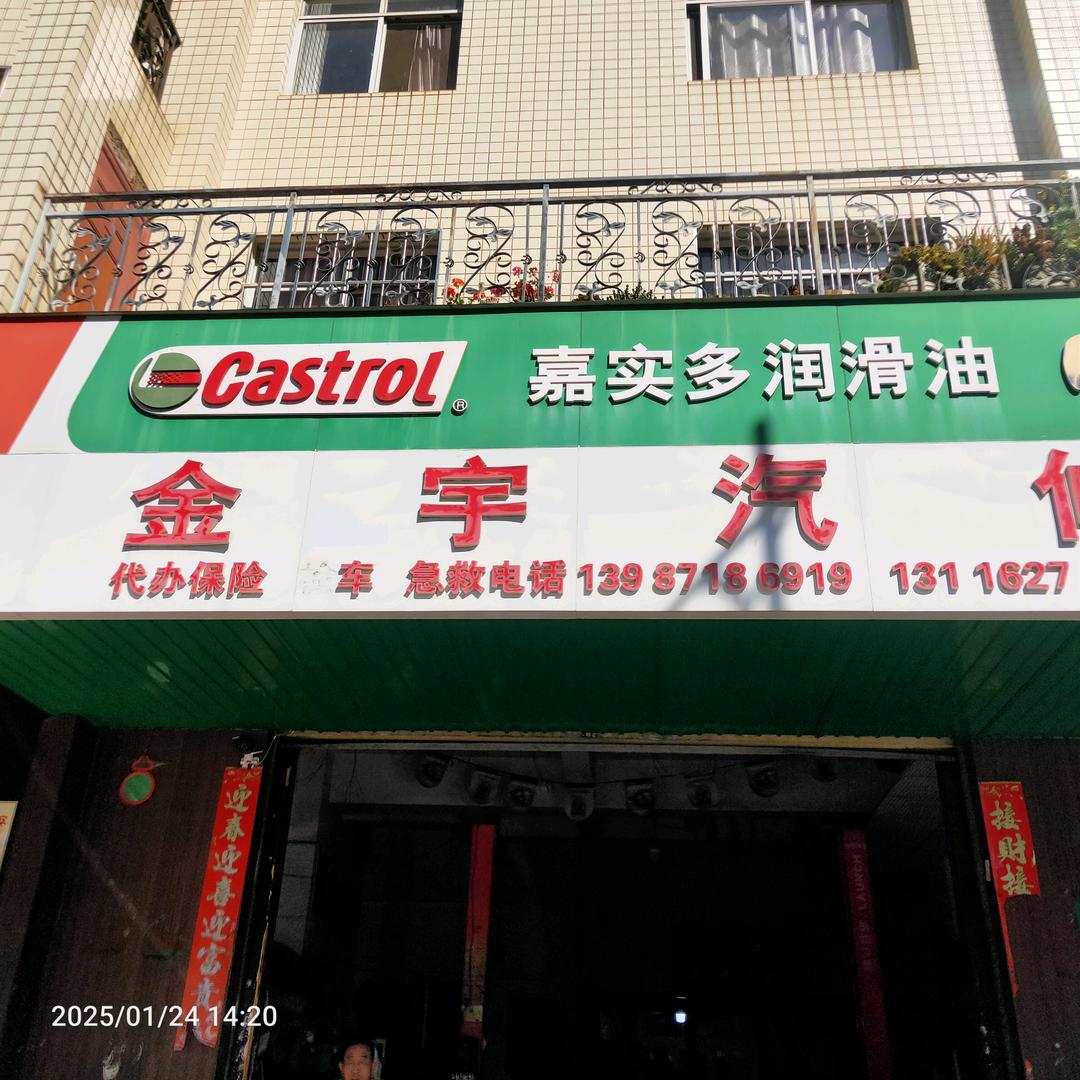 Castrol ® 嘉实多润滑油
金宇汽
代办保险 车 急救电话 139 8718 6919 131 1627
迎春迎喜迎富贵
接财接
LAUNCH
2025/01/24 14:20